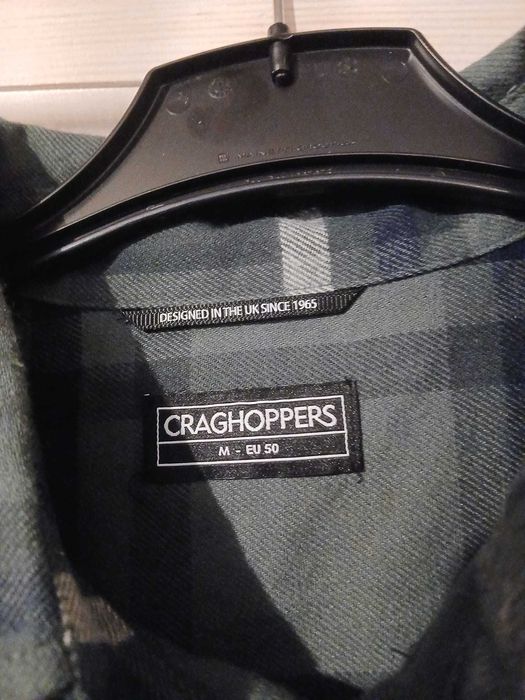 DESIGNED IN THE UK SINCE 1965
CRAGHOPPERS
M - EU 50